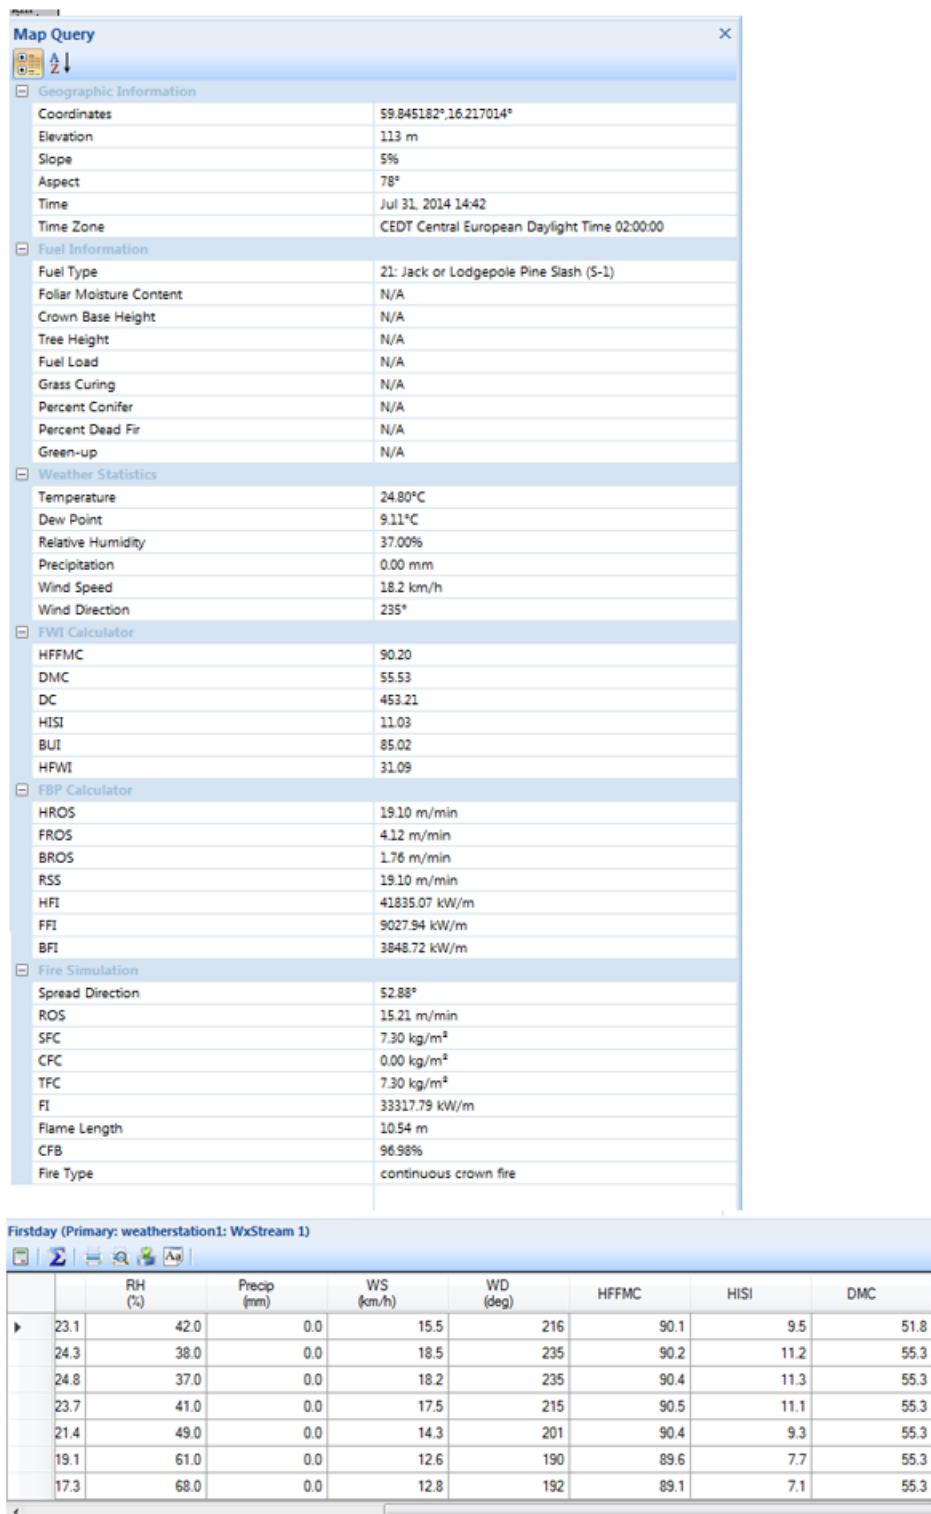 Map Query
Geographic Information
Coordinates 59.845182°,16.217014°
Elevation 113 m
Slope 5%
Aspect 78°
Time Jul 31, 2014 14:42
Time Zone CEDT Central European Daylight Time 02:00:00
Fuel Information
Fuel Type 21: Jack or Lodgepole Pine Slash (S-1)
Foliar Moisture Content N/A
Crown Base Height N/A
Tree Height N/A
Fuel Load N/A
Grass Curing N/A
Percent Conifer N/A
Percent Dead Fir N/A
Green-up N/A
Weather Statistics
Temperature 24.80°C
Dew Point 9.11°C
Relative Humidity 37.00%
Precipitation 0.00 mm
Wind Speed 18.2 km/h
Wind Direction 235°
FWI Calculator
HFFMC 90.20
DMC 55.53
DC 453.21
HISI 11.03
BUI 85.02
HFWI 31.09
FBP Calculator
HROS 19.10 m/min
FROS 4.12 m/min
BROS 1.76 m/min
RSS 19.10 m/min
HFI 41835.07 kW/m
FFI 9027.94 kW/m
BFI 3848.72 kW/m
Fire Simulation
Spread Direction 52.88°
ROS 15.21 m/min
SFC 7.30 kg/m²
CFC 0.00 kg/m²
TFC 7.30 kg/m²
FI 33317.79 kW/m
Flame Length 10.54 m
CFB 96.98%
Fire Type continuous crown fire
Firstday (Primary: weatherstation1: WxStream 1)
RH (%) Precip (mm) WS (km/h) WD (deg) HFFMC HISI DMC
23.1 42.0 0.0 15.5 216 90.1 9.5 51.8
24.3 38.0 0.0 18.5 235 90.2 11.2 55.3
24.8 37.0 0.0 18.2 235 90.4 11.3 55.3
23.7 41.0 0.0 17.5 215 90.5 11.1 55.3
21.4 49.0 0.0 14.3 201 90.4 9.3 55.3
19.1 61.0 0.0 12.6 190 89.6 7.7 55.3
17.3 68.0 0.0 12.8 192 89.1 7.1 55.3